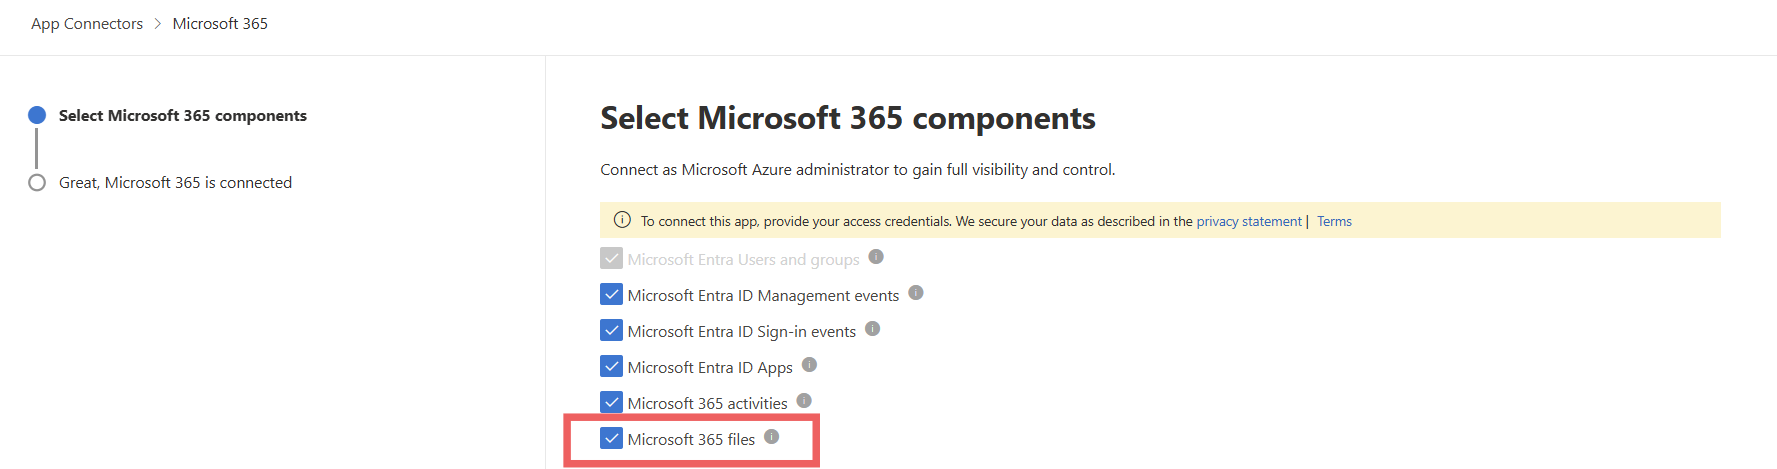 App Connectors > Microsoft 365
Select Microsoft 365 components
Great, Microsoft 365 is connected
Select Microsoft 365 components
Connect as Microsoft Azure administrator to gain full visibility and control.
To connect this app, provide your access credentials. We secure your data as described in the privacy statement | Terms
Microsoft Entra Users and groups
Microsoft Entra ID Management events
Microsoft Entra ID Sign-in events
Microsoft Entra ID Apps
Microsoft 365 activities
Microsoft 365 files